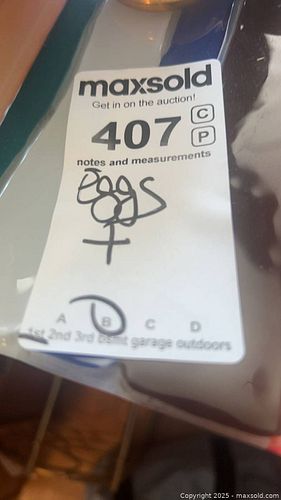 maxsold
Get in on the auction!
407 C
P
notes and measurements
Eggs
+
A B C D
1st 2nd 3rd bsmt garage outdoors
Copyright 2025 - maxsold.com